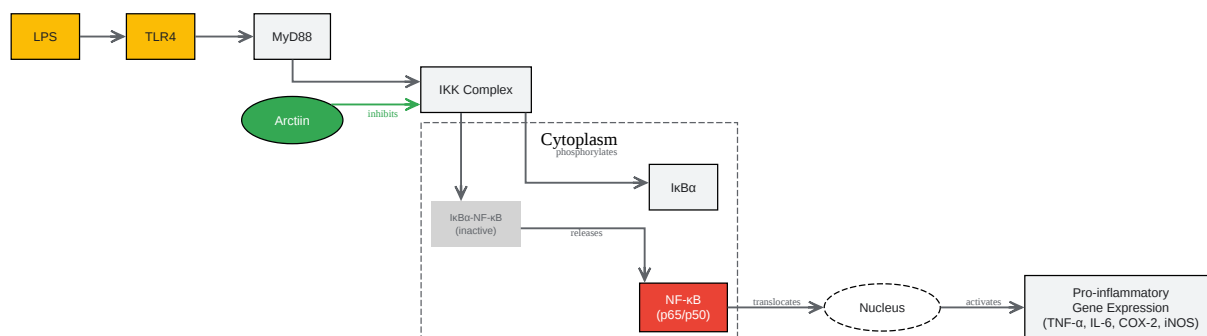 LPS
TLR4
MyD88
IKK Complex
Arctiin
inhibits
Cytoplasm
phosphorylates
IκBα
IκBα-NF-κB
(inactive)
releases
NF-κB
(p65/p50)
translocates
Nucleus
activates
Pro-inflammatory
Gene Expression
(TNF-α, IL-6, COX-2, iNOS)